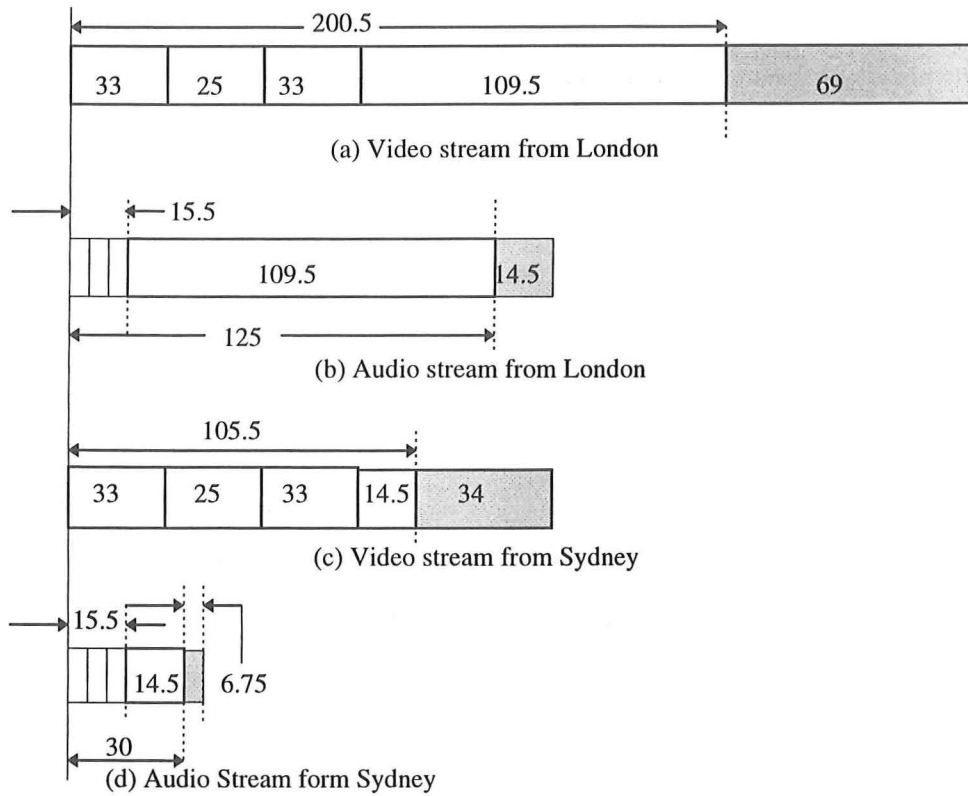 200.5
33 25 33 109.5 69
(a) Video stream from London
15.5
109.5 14.5
125
(b) Audio stream from London
105.5
33 25 33 14.5 34
(c) Video stream from Sydney
15.5
14.5 6.75
30
(d) Audio Stream form Sydney